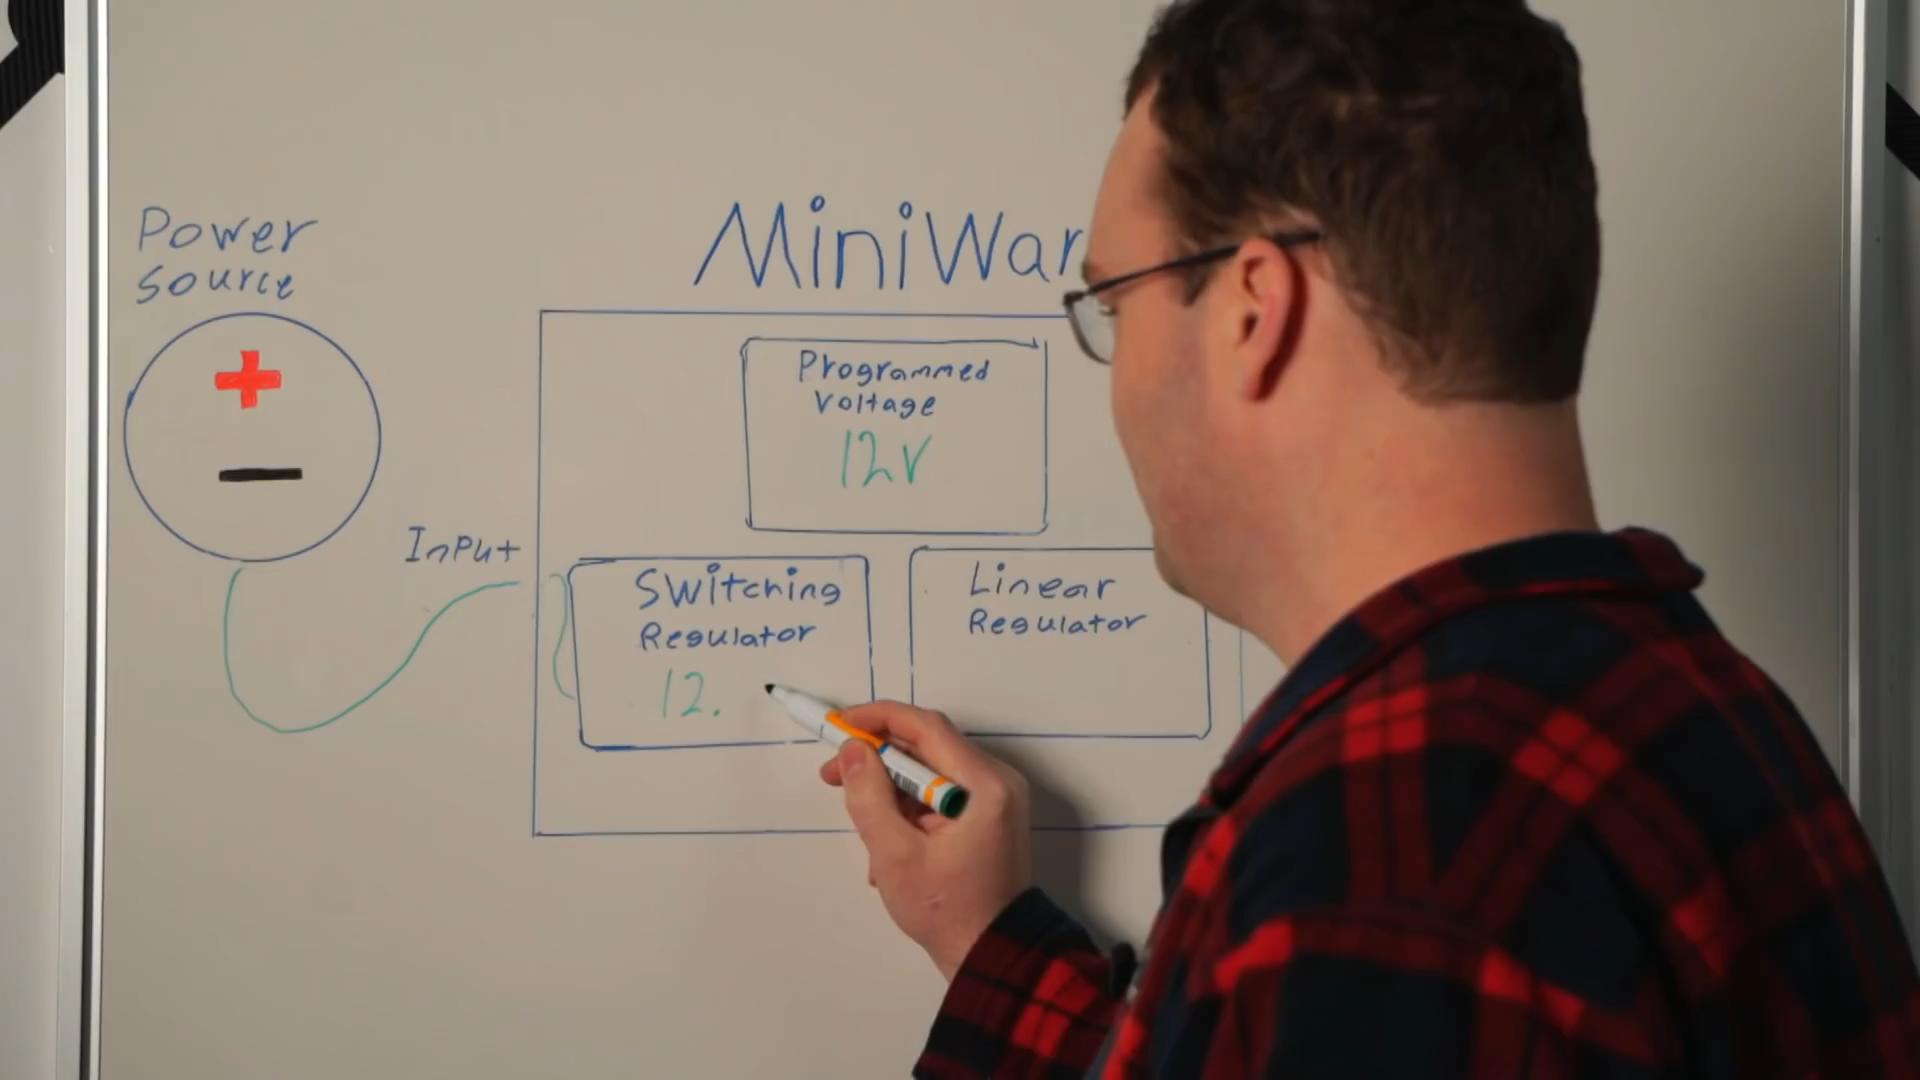 Power
Source
MiniWar
Programmed
Voltage
12V
Input
Switching
Regulator
12.
Linear
Regulator